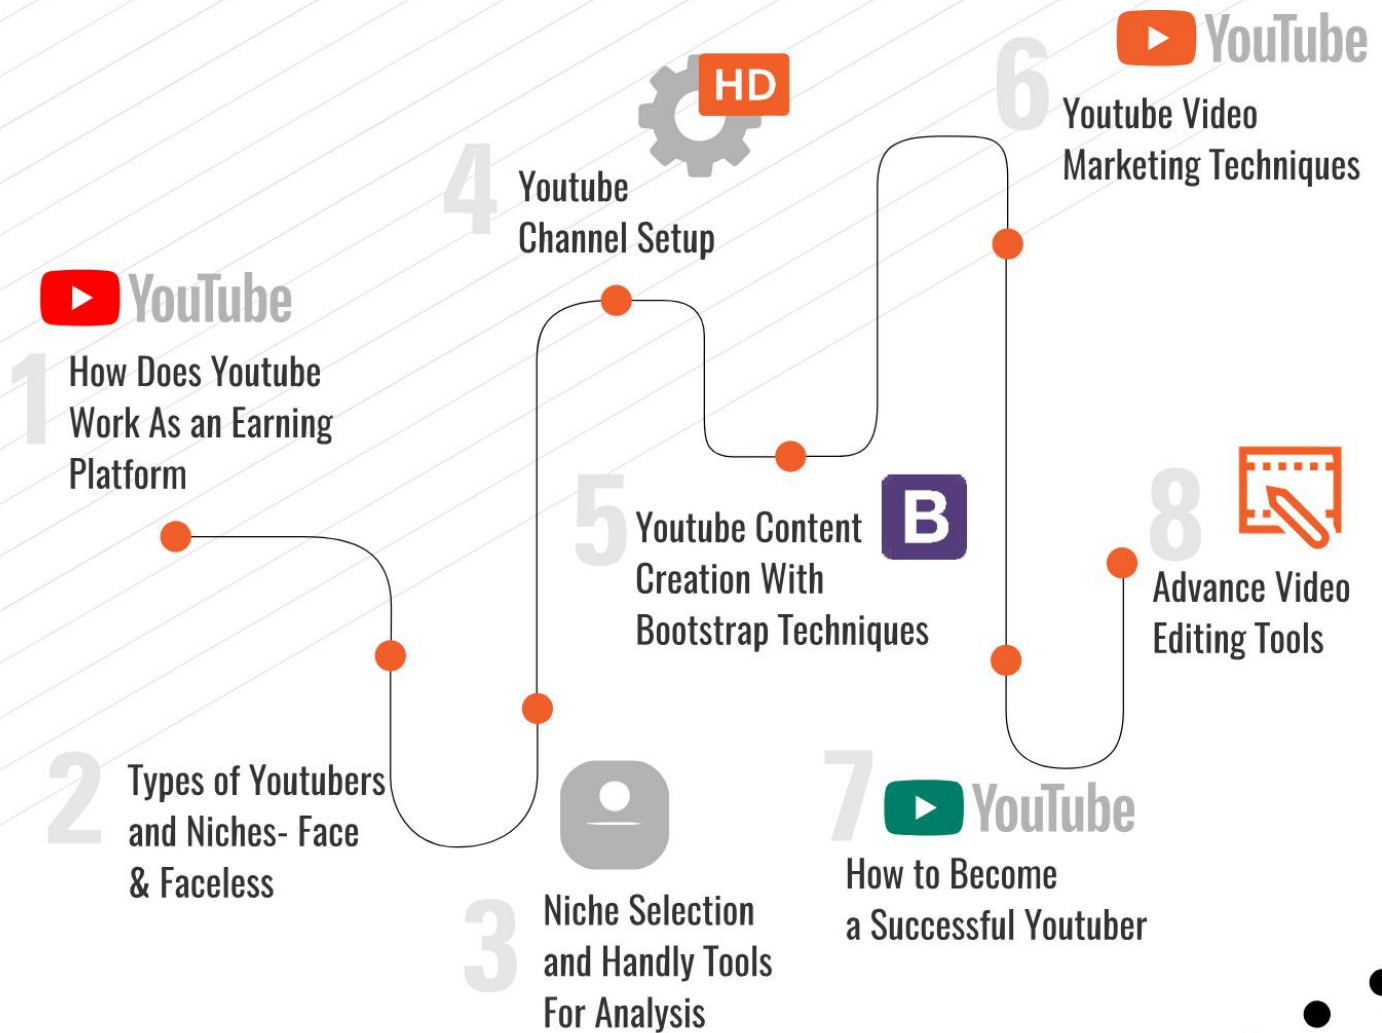 YouTube
1
How Does Youtube
Work As an Earning
Platform
2
Types of Youtubers
and Niches- Face
& Faceless
3
Niche Selection
and Handly Tools
For Analysis
HD
4
Youtube
Channel Setup
5
Youtube Content
Creation With
Bootstrap Techniques
B
YouTube
6
Youtube Video
Marketing Techniques
7
YouTube
How to Become
a Successful Youtuber
8
Advance Video
Editing Tools